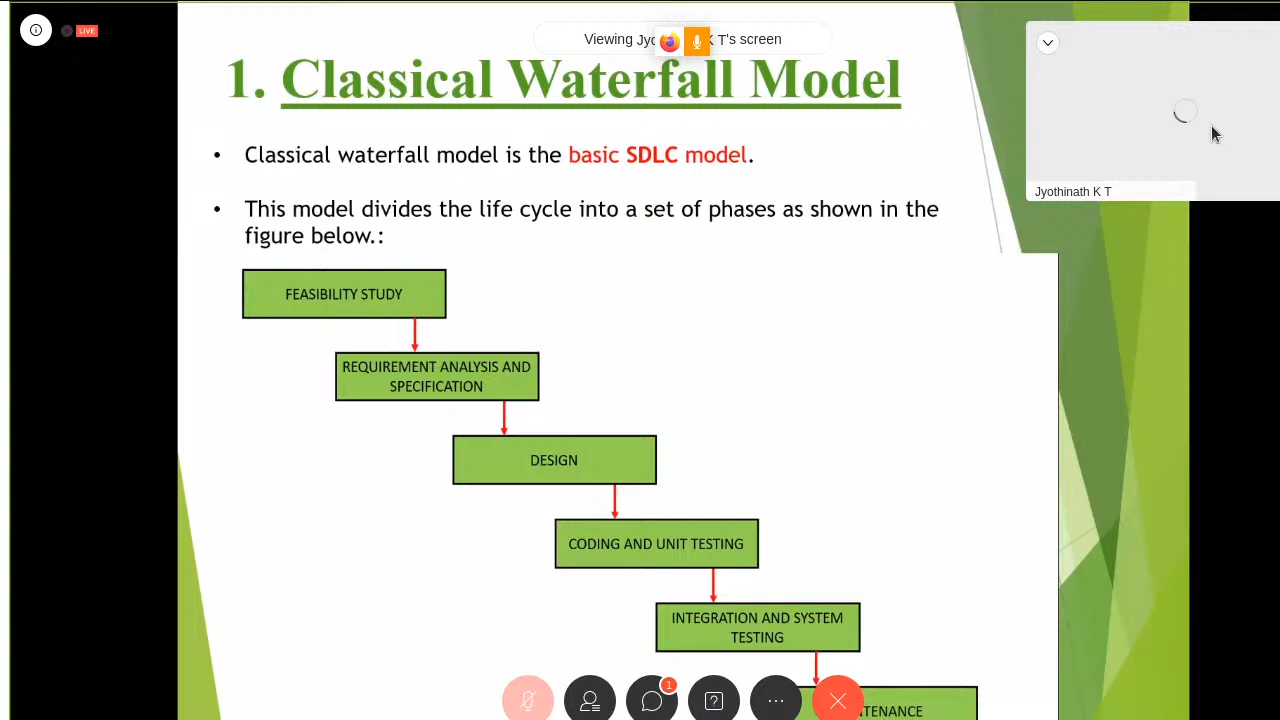 LIVE
Viewing K T's screen
1. Classical Waterfall Model
Jyothinath K T
• Classical waterfall model is the basic SDLC model.
• This model divides the life cycle into a set of phases as shown in the
figure below.:
FEASIBILITY STUDY
REQUIREMENT ANALYSIS AND
SPECIFICATION
DESIGN
CODING AND UNIT TESTING
INTEGRATION AND SYSTEM
TESTING
1